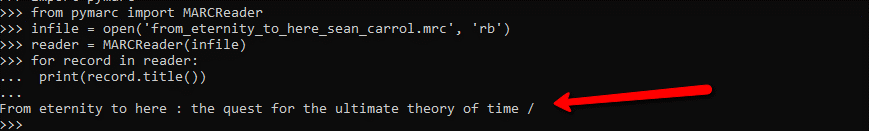 >>> import pymarc
>>> from pymarc import MARCReader
>>> infile = open('from_eternity_to_here_sean_carrol.mrc', 'rb')
>>> reader = MARCReader(infile)
>>> for record in reader:
...  print(record.title())
...
From eternity to here : the quest for the ultimate theory of time /
>>>